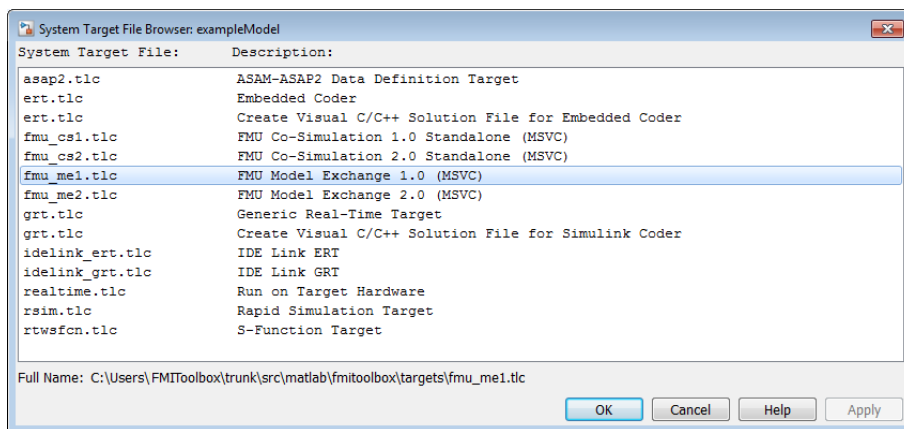 System Target File Browser: exampleModel
System Target File: Description:
asap2.tlc ASAM-ASAP2 Data Definition Target
ert.tlc Embedded Coder
ert.tlc Create Visual C/C++ Solution File for Embedded Coder
fmu_cs1.tlc FMU Co-Simulation 1.0 Standalone (MSVC)
fmu_cs2.tlc FMU Co-Simulation 2.0 Standalone (MSVC)
fmu_me1.tlc FMU Model Exchange 1.0 (MSVC)
fmu_me2.tlc FMU Model Exchange 2.0 (MSVC)
grt.tlc Generic Real-Time Target
grt.tlc Create Visual C/C++ Solution File for Simulink Coder
idelink_ert.tlc IDE Link ERT
idelink_grt.tlc IDE Link GRT
realtime.tlc Run on Target Hardware
rsim.tlc Rapid Simulation Target
rtwsfcn.tlc S-Function Target
Full Name: C:\Users\FMIToolbox\trunk\src\matlab\fmitoolbox\targets\fmu_me1.tlc
OK Cancel Help Apply